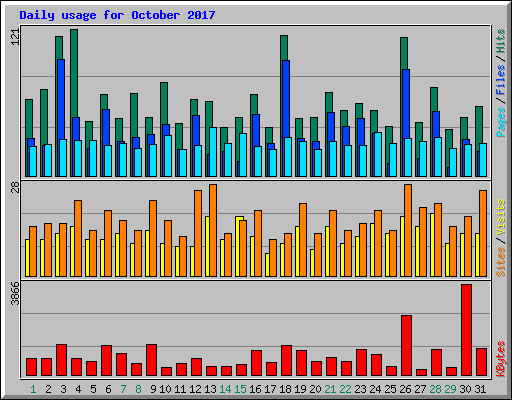 Daily usage for October 2017
121
Pages / Files / Hits
28
Sites / Visits
3866
KBytes
1 2 3 4 5 6 7 8 9 10 11 12 13 14 15 16 17 18 19 20 21 22 23 24 25 26 27 28 29 30 31